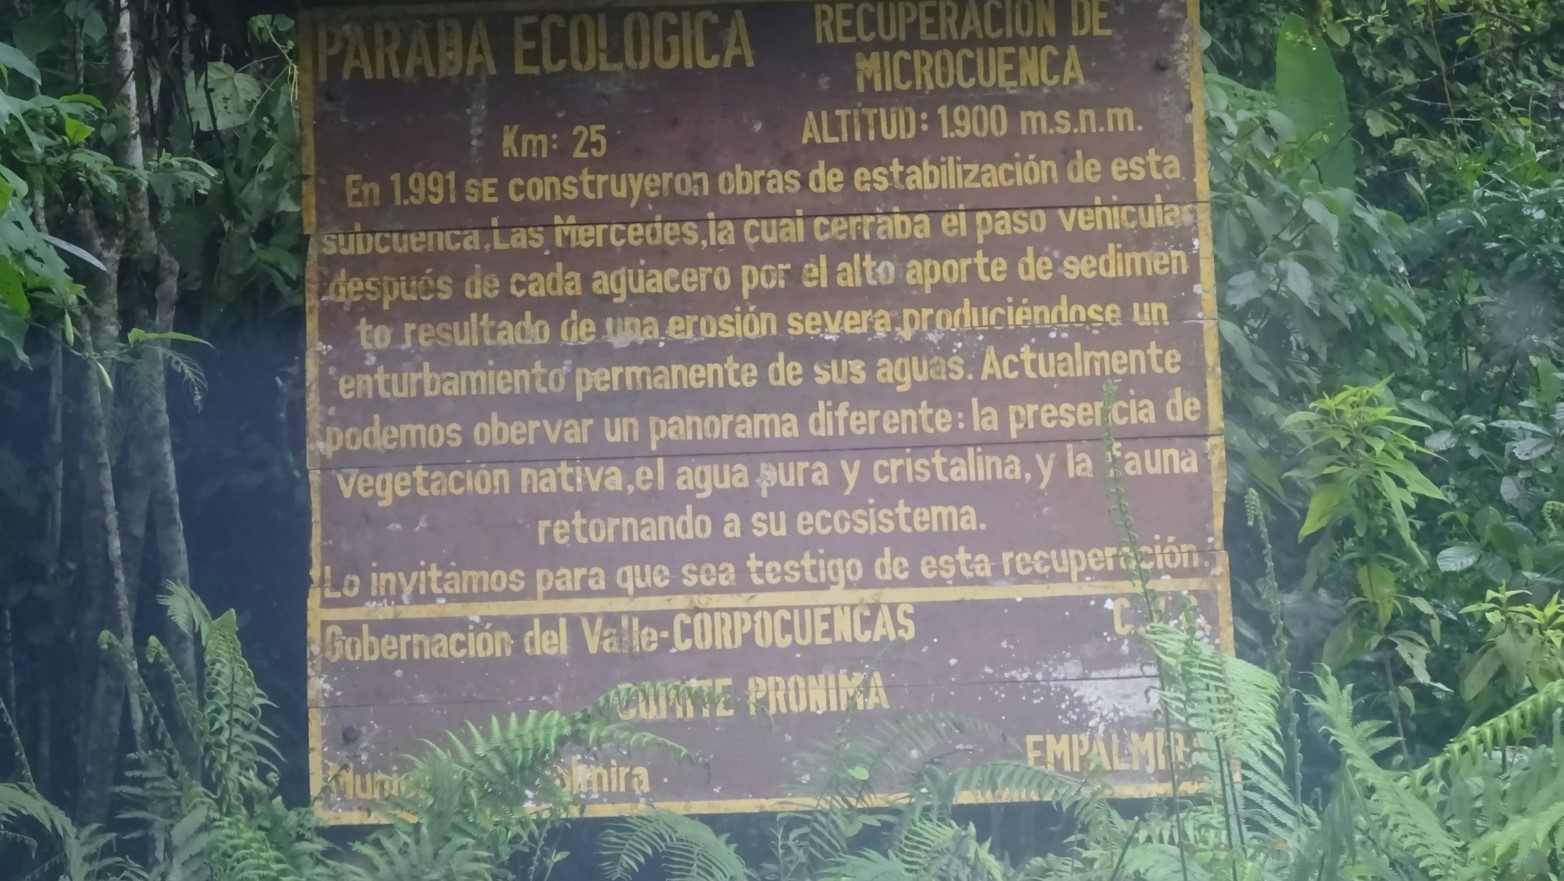 PARADA ECOLOGICA
RECUPERACION DE
MICROCUENCA
Km: 25
ALTITUD: 1.900 m.s.n.m.
En 1.991 SE construyeron obras de estabilización de esta
subcuenca, Las Mercedes, la cual cerraba el paso vehicular
después de cada aguacero por el alto aporte de sedimen
to resultado de una erosión severa produciéndose un
enturbamiento permanente de sus aguas. Actualmente
podemos obervar un panorama diferente: la presencia de
vegetación nativa, el agua pura y cristalina, y la fauna
retornando a su ecosistema.
Lo invitamos para que sea testigo de esta recuperación.
Gobernación del Valle-CORPOCUENCAS
COMITE PRONIMA
EMPALMIRA